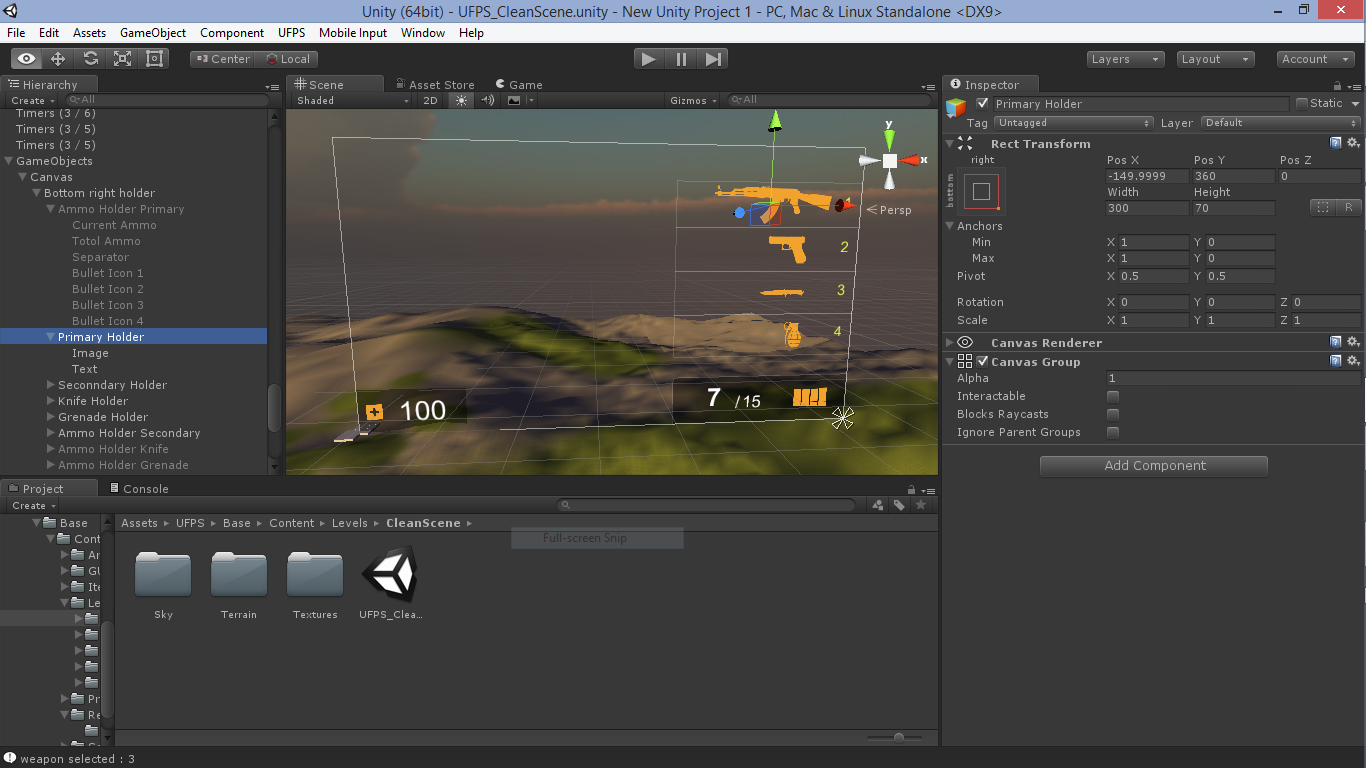 Unity (64bit) - UFPS_CleanScene.unity - New Unity Project 1 - PC, Mac & Linux Standalone <DX9>
File Edit Assets GameObject Component UFPS Mobile Input Window Help
Center Local Layers Layout Account
Hierarchy
Create All
Timers (3 / 6)
Timers (3 / 5)
Timers (3 / 5)
GameObjects
Canvas
Bottom right holder
Ammo Holder Primary
Current Ammo
Totol Ammo
Separator
Bullet Icon 1
Bullet Icon 2
Bullet Icon 3
Bullet Icon 4
Primary Holder
Image
Text
Seconndary Holder
Knife Holder
Grenade Holder
Ammo Holder Secondary
Ammo Holder Knife
Ammo Holder Grenade
Scene Asset Store Game
Shaded 2D Gizmos All
y
x
Persp
1
2
3
4
100
7 /15
Inspector
Primary Holder Static
Tag Untagged Layer Default
Rect Transform
right Pos X Pos Y Pos Z
bottom -149.9999 360 0
Width Height
300 70 R
Anchors
Min X 1 Y 0
Max X 1 Y 0
Pivot X 0.5 Y 0.5
Rotation X 0 Y 0 Z 0
Scale X 1 Y 1 Z 1
Canvas Renderer
Canvas Group
Alpha 1
Interactable
Blocks Raycasts
Ignore Parent Groups
Add Component
Project Console
Create
Base
Cont
Ar
GU
Ite
Le
Pr
Re
Assets UFPS Base Content Levels CleanScene
Full-screen Snip
Sky Terrain Textures UFPS_Clea...
weapon selected : 3